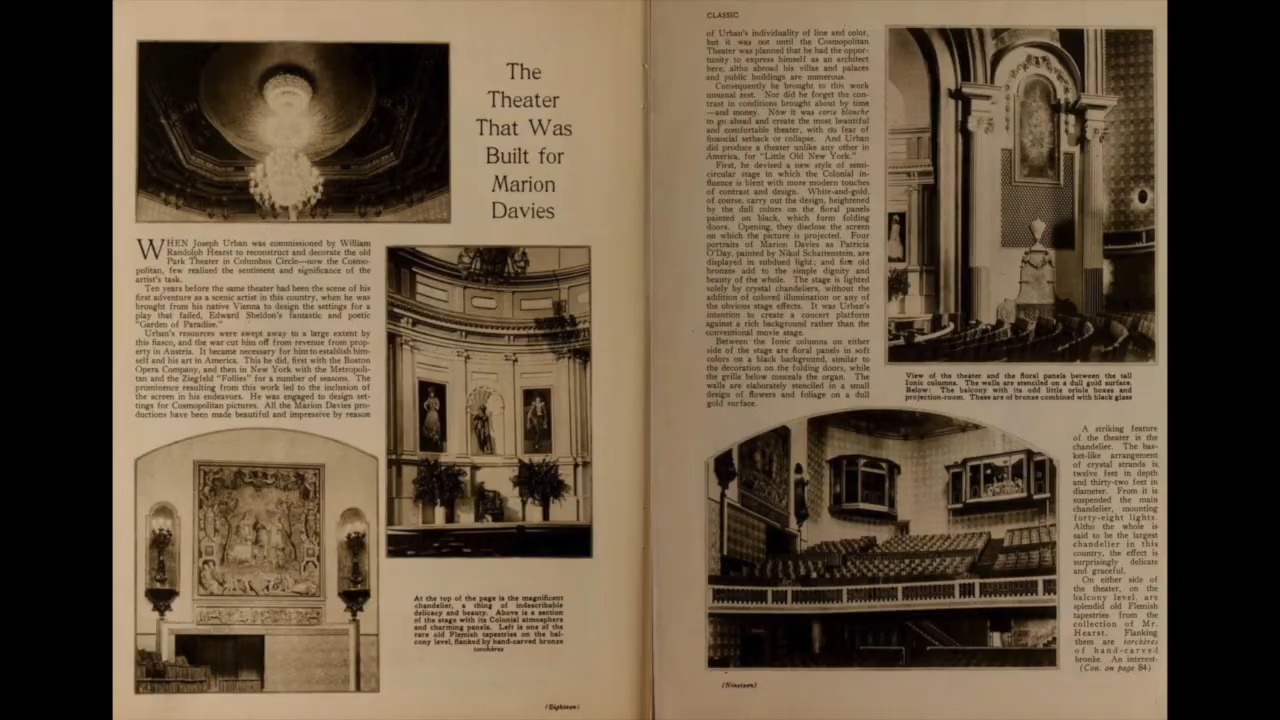 The
Theater
That Was
Built for
Marion
Davies
WHEN Joseph Urban was commissioned by William
Randolph Hearst to reconstruct and decorate the old
Park Theater in Columbus Circle—now the Cosmo-
politan, few realized the sentiment and significance of the
artist's task.
Ten years before the same theater had been the scene of his
first adventure as a scenic artist in this country, when he was
brought from his native Vienna to design the settings for a
play that failed, Edward Sheldon's fantastic and poetic
"Garden of Paradise."
Urban's resources were swept away to a large extent by
this fiasco, and the war cut him off from revenue from prop-
erty in Austria. It became necessary for him to establish him-
self and his art in America. This he did, first with the Boston
Opera Company, and then in New York with the Metropoli-
tan and the Ziegfeld "Follies" for a number of seasons. The
prominence resulting from this work led to the inclusion of
the screen in his endeavors. He was engaged to design set-
tings for Cosmopolitan pictures. All the Marion Davies pro-
ductions have been made beautiful and impressive by reason
At the top of the page is the magnificent
chandelier, a thing of indescribable
delicacy and beauty. Above is a section
of the stage with its Colonial atmosphere
and charming panels. Left is one of the
rare old Flemish tapestries on the bal-
cony level, flanked by hand-carved bronze
torchères
(Eighteen)
CLASSIC
of Urban's individuality of line and color,
but it was not until the Cosmopolitan
Theater was planned that he had the oppor-
tunity to express himself as an architect
here, altho abroad his villas and palaces
and public buildings are numerous.
Consequently he brought to this work
unusual zest. Nor did he forget the con-
trast in conditions brought about by time
—and money. Now it was carte blanche
to go ahead and create the most beautiful
and comfortable theater, with no fear of
financial setback or collapse. And Urban
did produce a theater unlike any other in
America, for "Little Old New York."
First, he devised a new style of semi-
circular stage in which the Colonial in-
fluence is blent with more modern touches
of contrast and design. White-and-gold,
of course, carry out the design, heightened
by the dull colors on the floral panels
painted on black, which form folding
doors. Opening, they disclose the screen
on which the picture is projected. Four
portraits of Marion Davies as Patricia
O'Day, painted by Nikol Schattenstein, are
displayed in subdued light; and fine old
bronzes add to the simple dignity and
beauty of the whole. The stage is lighted
solely by crystal chandeliers, without the
addition of colored illumination or any of
the obvious stage effects. It was Urban's
intention to create a concert platform
against a rich background rather than the
conventional movie stage.
Between the Ionic columns on either
side of the stage are floral panels in soft
colors on a black background, similar to
the decoration on the folding doors, while
the grille below conceals the organ. The
walls are elaborately stenciled in a small
design of flowers and foliage on a dull
gold surface.
View of the theater and the floral panels between the tall
Ionic columns. The walls are stenciled on a dull gold surface.
Below: The balcony with its odd little oriole boxes and
projection-room. These are of bronze combined with black glass
A striking feature
of the theater is the
chandelier. The bas-
ket-like arrangement
of crystal strands is
twelve feet in depth
and thirty-two feet in
diameter. From it is
suspended the main
chandelier, mounting
forty-eight lights.
Altho the whole is
said to be the largest
chandelier in this
country, the effect is
surprisingly delicate
and graceful.
On either side of
the theater, on the
balcony level, are
splendid old Flemish
tapestries from the
collection of Mr.
Hearst. Flanking
them are torchères
of hand-carved
bronze. An interest-
(Con. on page 84)
(Nineteen)